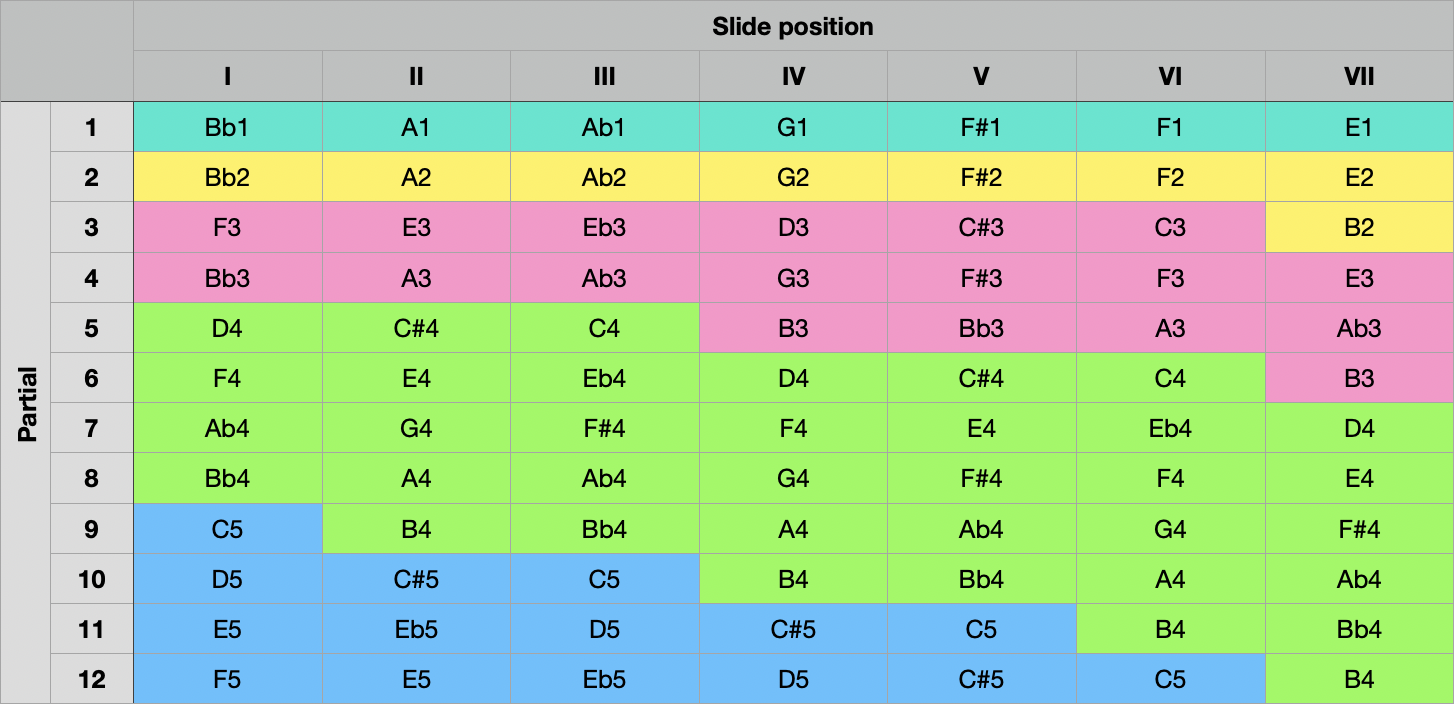 Slide position
I II III IV V VI VII
Partial
1 Bb1 A1 Ab1 G1 F#1 F1 E1
2 Bb2 A2 Ab2 G2 F#2 F2 E2
3 F3 E3 Eb3 D3 C#3 C3 B2
4 Bb3 A3 Ab3 G3 F#3 F3 E3
5 D4 C#4 C4 B3 Bb3 A3 Ab3
6 F4 E4 Eb4 D4 C#4 C4 B3
7 Ab4 G4 F#4 F4 E4 Eb4 D4
8 Bb4 A4 Ab4 G4 F#4 F4 E4
9 C5 B4 Bb4 A4 Ab4 G4 F#4
10 D5 C#5 C5 B4 Bb4 A4 Ab4
11 E5 Eb5 D5 C#5 C5 B4 Bb4
12 F5 E5 Eb5 D5 C#5 C5 B4